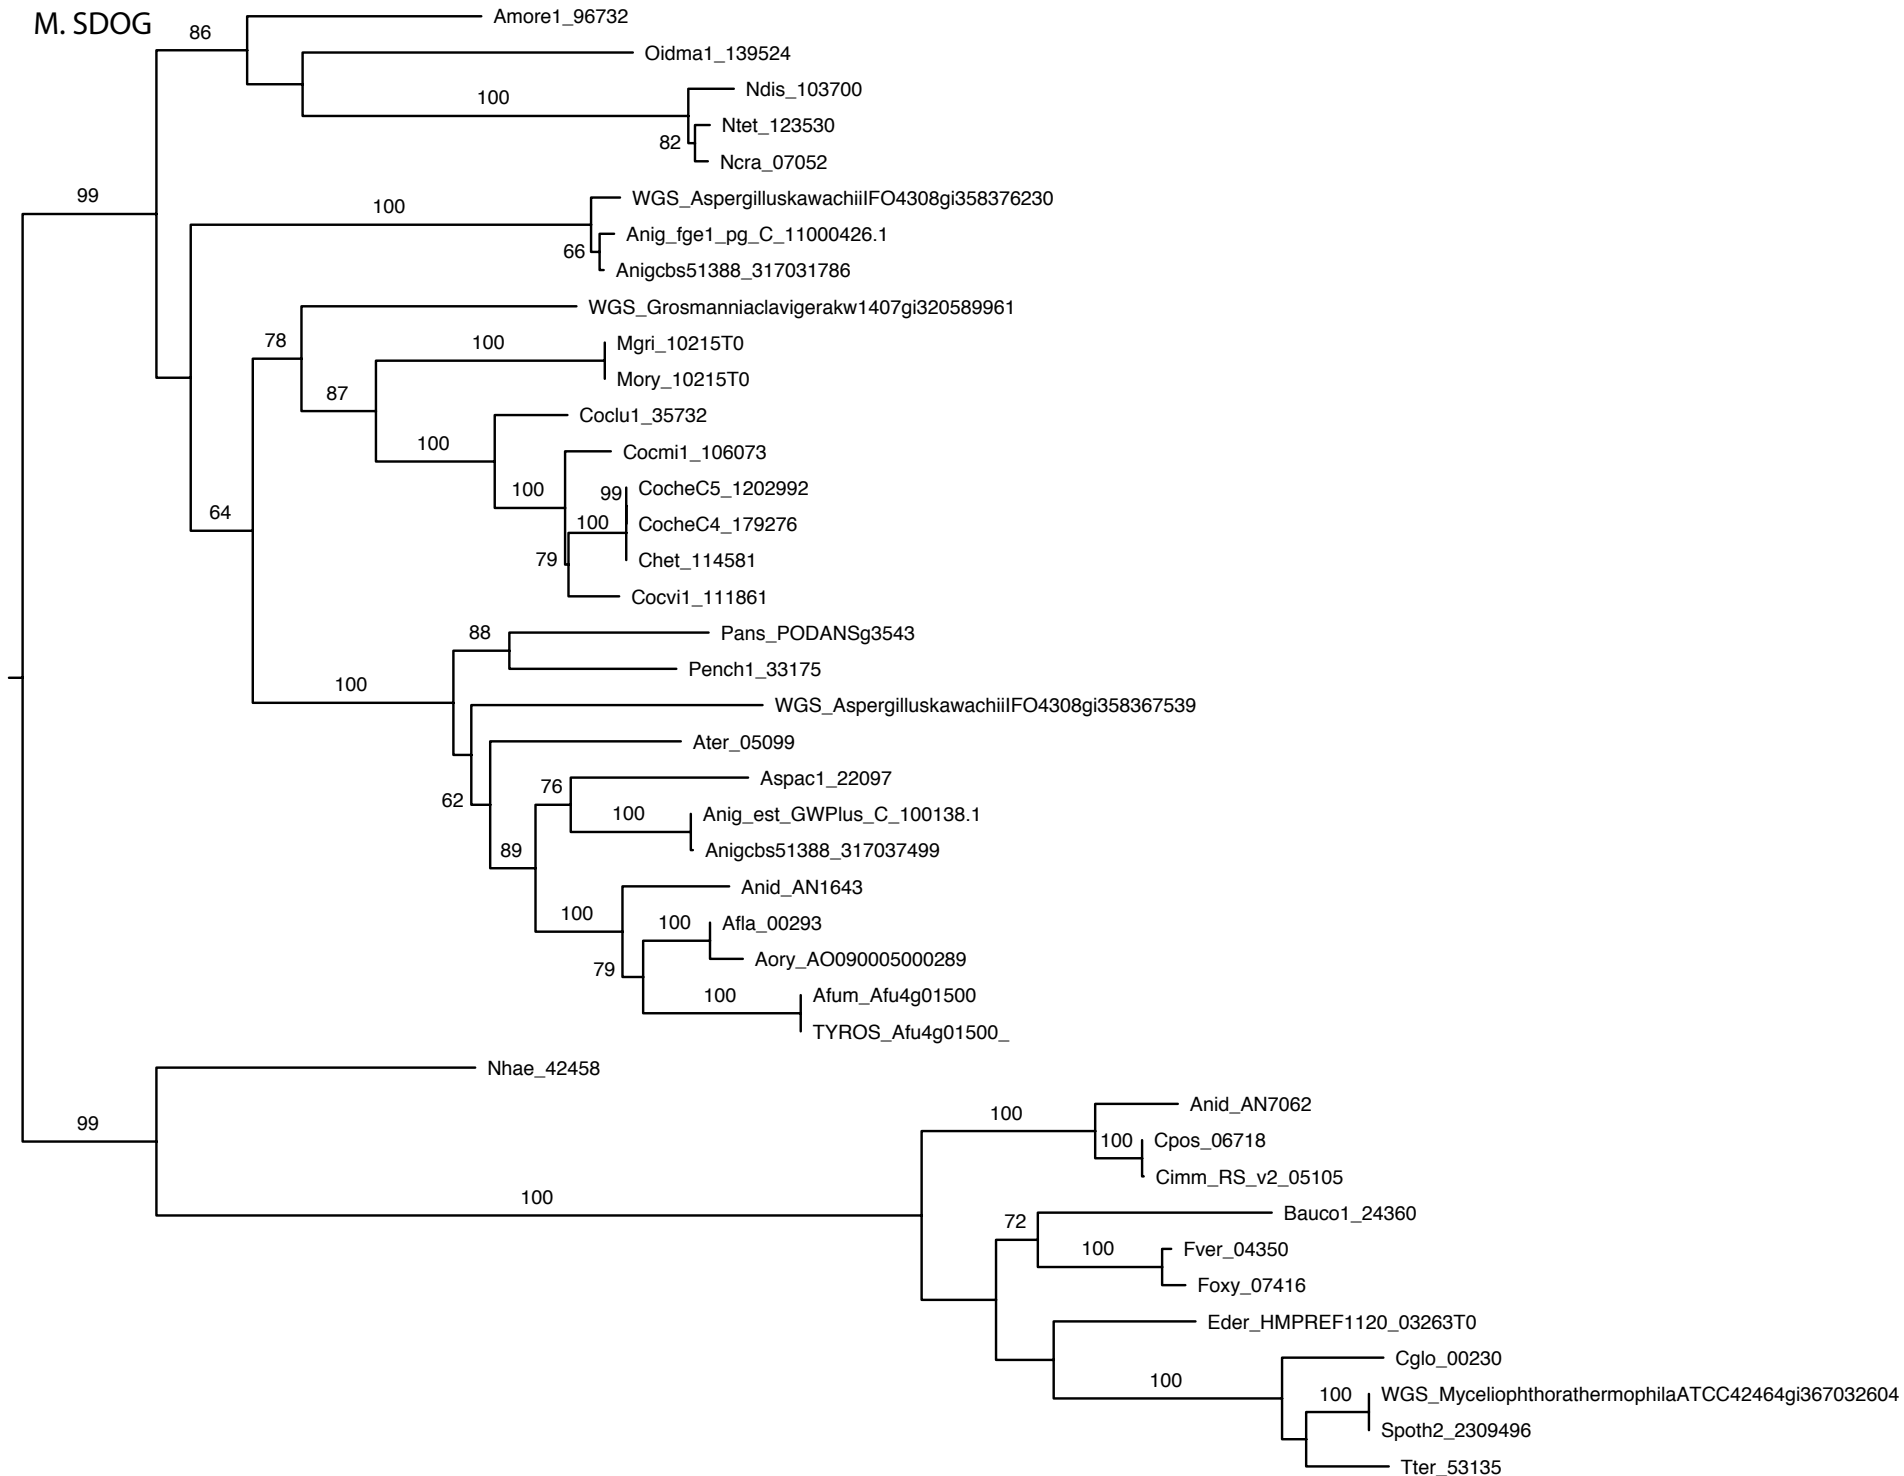 M. SDOG
Amore1_96732
86
Oidma1_139524
Ndis_103700
100
Ntet_123530
82
Ncra_07052
99
WGS_AspergilluskawachiiIFO4308gi358376230
100
Anig_fge1_pg_C_11000426.1
66
Anigcbs51388_317031786
WGS_Grosmanniaclavigerakw1407gi320589961
78
100
Mgri_10215T0
Mory_10215T0
87
Coclu1_35732
100
Cocmi1_106073
100
99
CocheC5_1202992
64
100
CocheC4_179276
79
Chet_114581
Cocvi1_111861
88
Pans_PODANSg3543
Pench1_33175
100
WGS_AspergilluskawachiiIFO4308gi358367539
Ater_05099
76
Aspac1_22097
62
100
Anig_est_GWPlus_C_100138.1
89
Anigcbs51388_317037499
Anid_AN1643
100
100
Afla_00293
79
Aory_AO090005000289
100
Afum_Afu4g01500
TYROS_Afu4g01500_
Nhae_42458
99
100
Anid_AN7062
100
Cpos_06718
Cimm_RS_v2_05105
100
72
Bauco1_24360
100
Fver_04350
Foxy_07416
Eder_HMPREF1120_03263T0
Cglo_00230
100
100
WGS_MyceliophthorathermophilaATCC42464gi367032604
Spoth2_2309496
Tter_53135